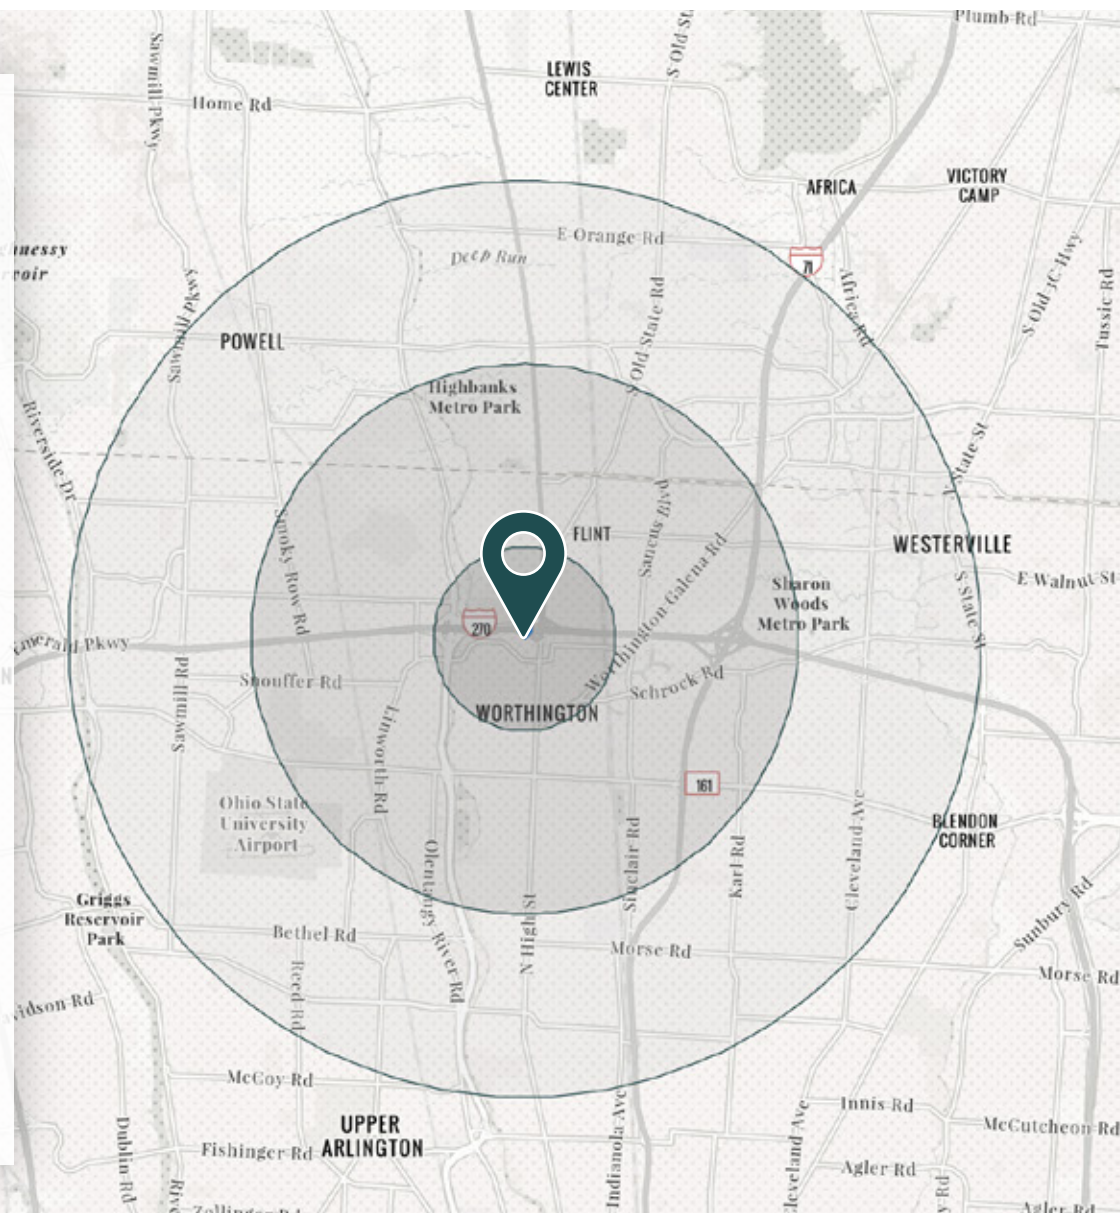 Plumb Rd
Sawmill Pkwy
S Old St
LEWIS
CENTER
Home Rd
AFRICA
VICTORY
CAMP
E Orange Rd
Deep Run
71
Africa Rd
S Old 3C Hwy
Tussic Rd
Sawmill Pkwy
S Old State Rd
POWELL
Highbanks
Metro Park
Riverside Dr
State St
Smoky Row Rd
Sancus Blvd
FLINT
WESTERVILLE
Worthington Galena Rd
E Walnut St
Sharon
Woods
Metro Park
S State St
270
Emerald Pkwy
Snouffer Rd
Schrock Rd
Sawmill Rd
WORTHINGTON
Linworth Rd
161
Ohio State
University
Airport
BLENDON
CORNER
Olentangy River Rd
Sinclair Rd
Karl Rd
Cleveland Ave
N High St
Griggs
Reservoir
Park
Bethel Rd
Morse Rd
Sunbury Rd
Morse Rd
Reed Rd
vidson Rd
McCoy Rd
Innis Rd
UPPER
ARLINGTON
McCutcheon Rd
Dublin Rd
Fishinger Rd
Indianola Ave
Cleveland Ave
Agler Rd
Agler Rd